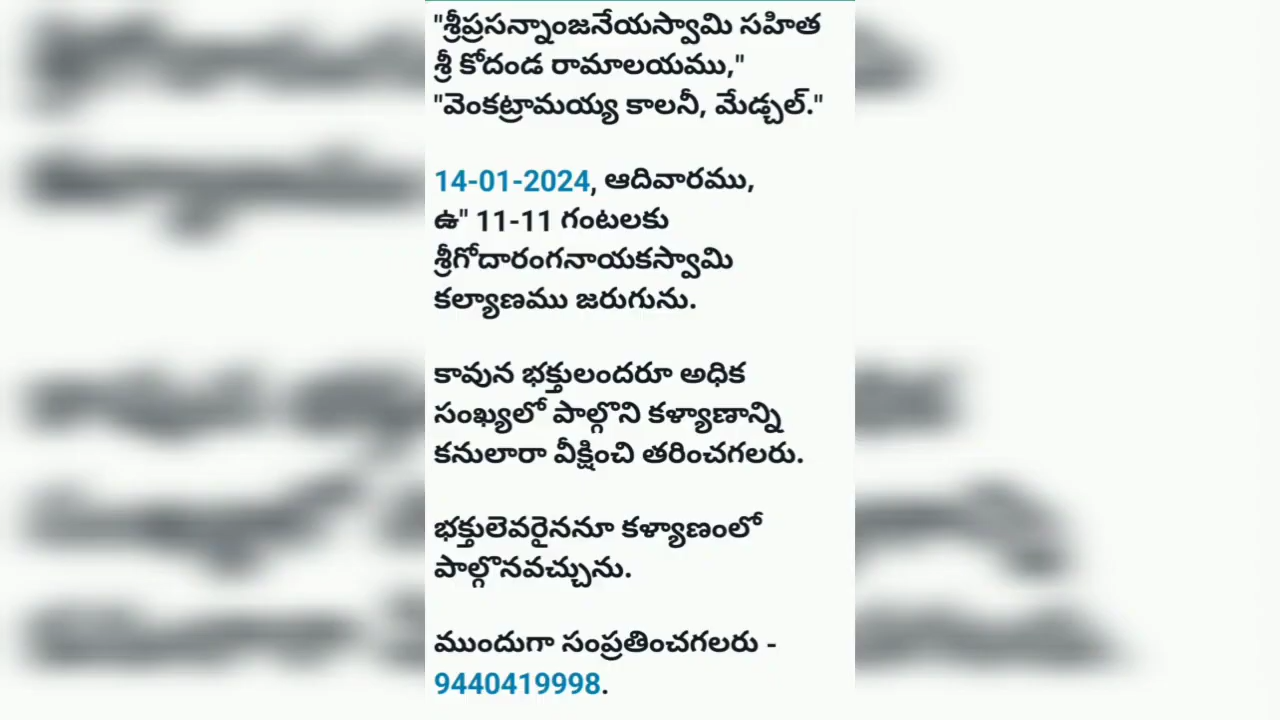 "శ్రీప్రసన్నాంజనేయస్వామి సహిత
శ్రీ కోదండ రామాలయము,"
"వెంకట్రామయ్య కాలనీ, మేడ్చల్."
14-01-2024, ఆదివారము,
ఉ" 11-11 గంటలకు
శ్రీగోదారంగనాయకస్వామి
కల్యాణము జరుగును.
కావున భక్తులందరూ అధిక
సంఖ్యలో పాల్గొని కళ్యాణాన్ని
కనులారా వీక్షించి తరించగలరు.
భక్తులెవరైననూ కళ్యాణంలో
పాల్గొనవచ్చును.
ముందుగా సంప్రతించగలరు -
9440419998.